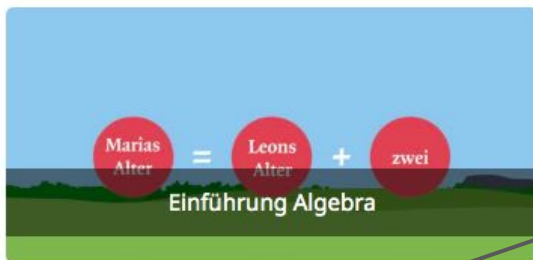 Marias Alter = Leons Alter + zwei
Einführung Algebra